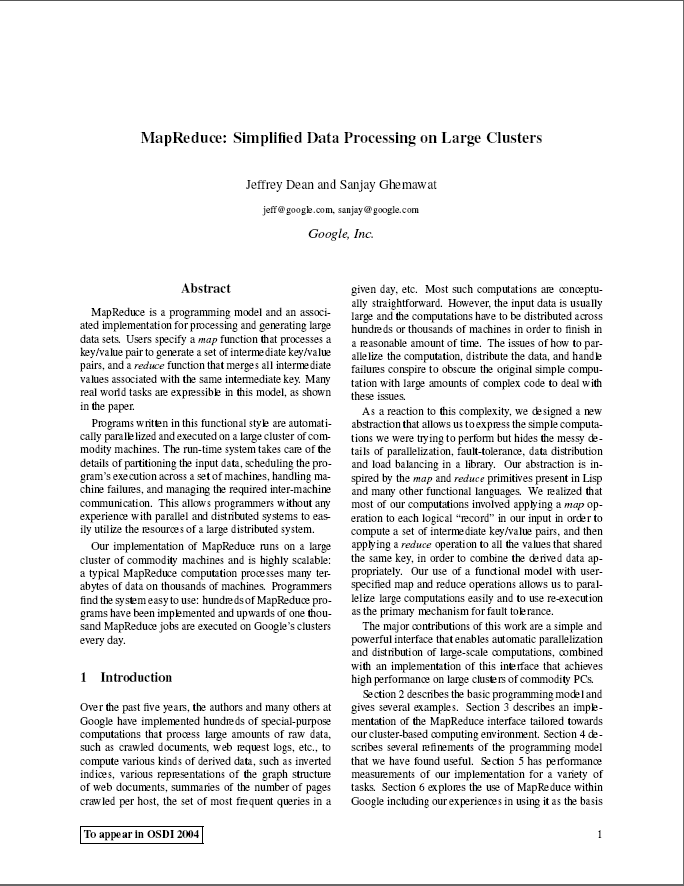 MapReduce: Simplified Data Processing on Large Clusters
Jeffrey Dean and Sanjay Ghemawat
jeff@google.com, sanjay@google.com
Google, Inc.
Abstract
MapReduce is a programming model and an associ-
ated implementation for processing and generating large
data sets. Users specify a map function that processes a
key/value pair to generate a set of intermediate key/value
pairs, and a reduce function that merges all intermediate
values associated with the same intermediate key. Many
real world tasks are expressible in this model, as shown
in the paper.
Programs written in this functional style are automati-
cally parallelized and executed on a large cluster of com-
modity machines. The run-time system takes care of the
details of partitioning the input data, scheduling the pro-
gram's execution across a set of machines, handling ma-
chine failures, and managing the required inter-machine
communication. This allows programmers without any
experience with parallel and distributed systems to eas-
ily utilize the resources of a large distributed system.
Our implementation of MapReduce runs on a large
cluster of commodity machines and is highly scalable:
a typical MapReduce computation processes many ter-
abytes of data on thousands of machines. Programmers
find the system easy to use: hundreds of MapReduce pro-
grams have been implemented and upwards of one thou-
sand MapReduce jobs are executed on Google's clusters
every day.
1 Introduction
Over the past five years, the authors and many others at
Google have implemented hundreds of special-purpose
computations that process large amounts of raw data,
such as crawled documents, web request logs, etc., to
compute various kinds of derived data, such as inverted
indices, various representations of the graph structure
of web documents, summaries of the number of pages
crawled per host, the set of most frequent queries in a
given day, etc. Most such computations are conceptu-
ally straightforward. However, the input data is usually
large and the computations have to be distributed across
hundreds or thousands of machines in order to finish in
a reasonable amount of time. The issues of how to par-
allelize the computation, distribute the data, and handle
failures conspire to obscure the original simple compu-
tation with large amounts of complex code to deal with
these issues.
As a reaction to this complexity, we designed a new
abstraction that allows us to express the simple computa-
tions we were trying to perform but hides the messy de-
tails of parallelization, fault-tolerance, data distribution
and load balancing in a library. Our abstraction is in-
spired by the map and reduce primitives present in Lisp
and many other functional languages. We realized that
most of our computations involved applying a map op-
eration to each logical “record” in our input in order to
compute a set of intermediate key/value pairs, and then
applying a reduce operation to all the values that shared
the same key, in order to combine the derived data ap-
propriately. Our use of a functional model with user-
specified map and reduce operations allows us to paral-
lelize large computations easily and to use re-execution
as the primary mechanism for fault tolerance.
The major contributions of this work are a simple and
powerful interface that enables automatic parallelization
and distribution of large-scale computations, combined
with an implementation of this interface that achieves
high performance on large clusters of commodity PCs.
Section 2 describes the basic programming model and
gives several examples. Section 3 describes an imple-
mentation of the MapReduce interface tailored towards
our cluster-based computing environment. Section 4 de-
scribes several refinements of the programming model
that we have found useful. Section 5 has performance
measurements of our implementation for a variety of
tasks. Section 6 explores the use of MapReduce within
Google including our experiences in using it as the basis
To appear in OSDI 2004
1